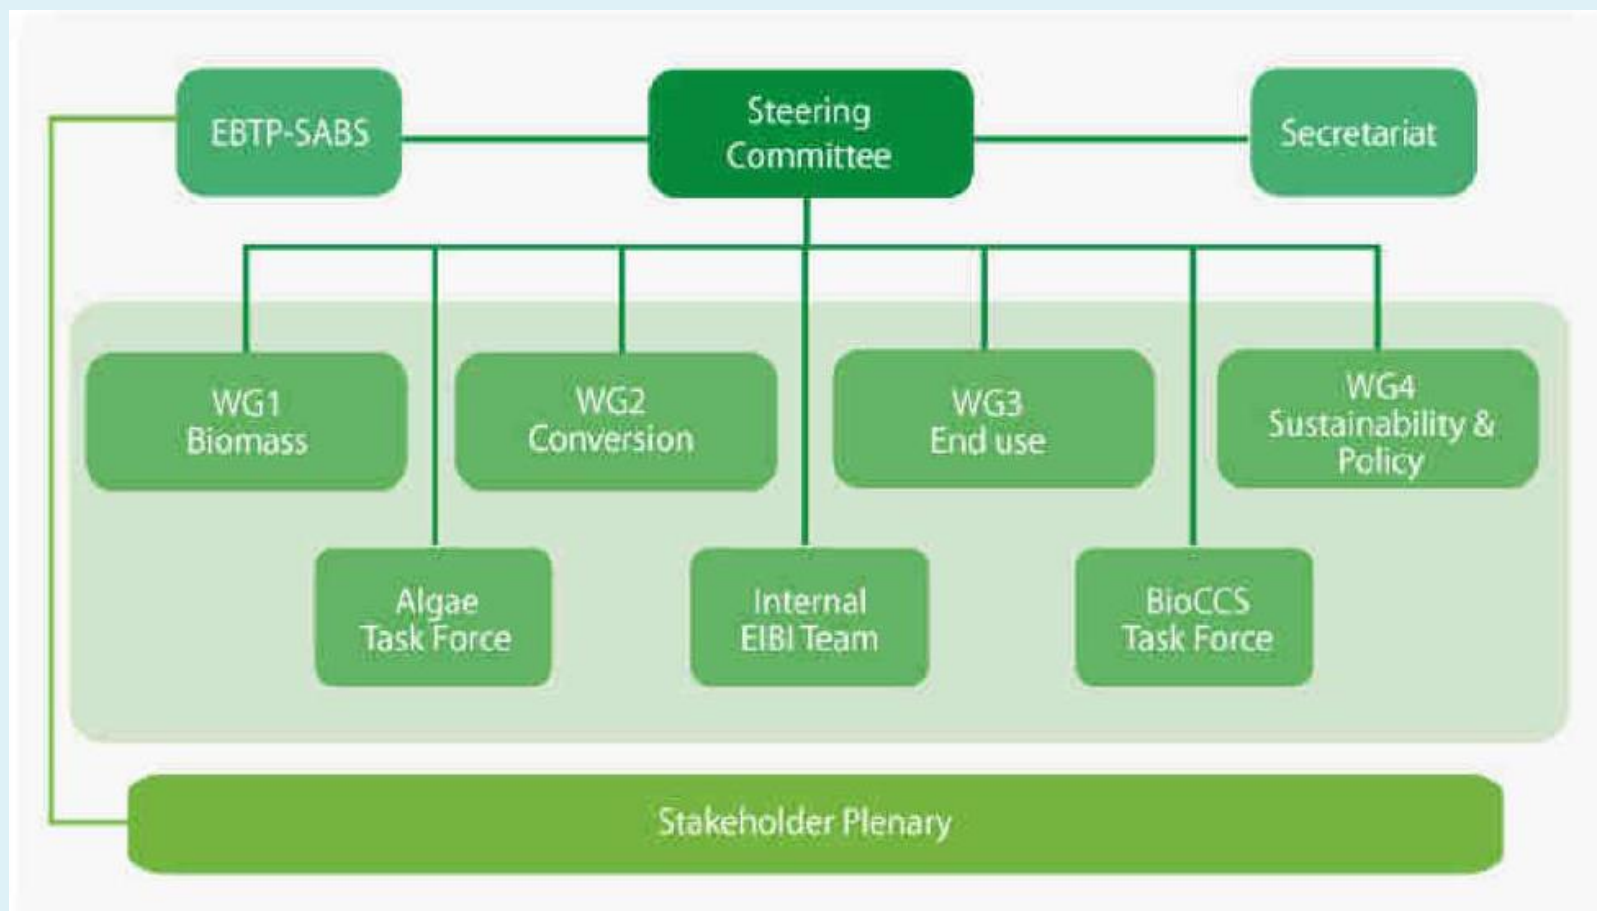 EBTP-SABS
Steering
Committee
Secretariat
WG1
Biomass
WG2
Conversion
WG3
End use
WG4
Sustainability &
Policy
Algae
Task Force
Internal
EIBI Team
BioCCS
Task Force
Stakeholder Plenary